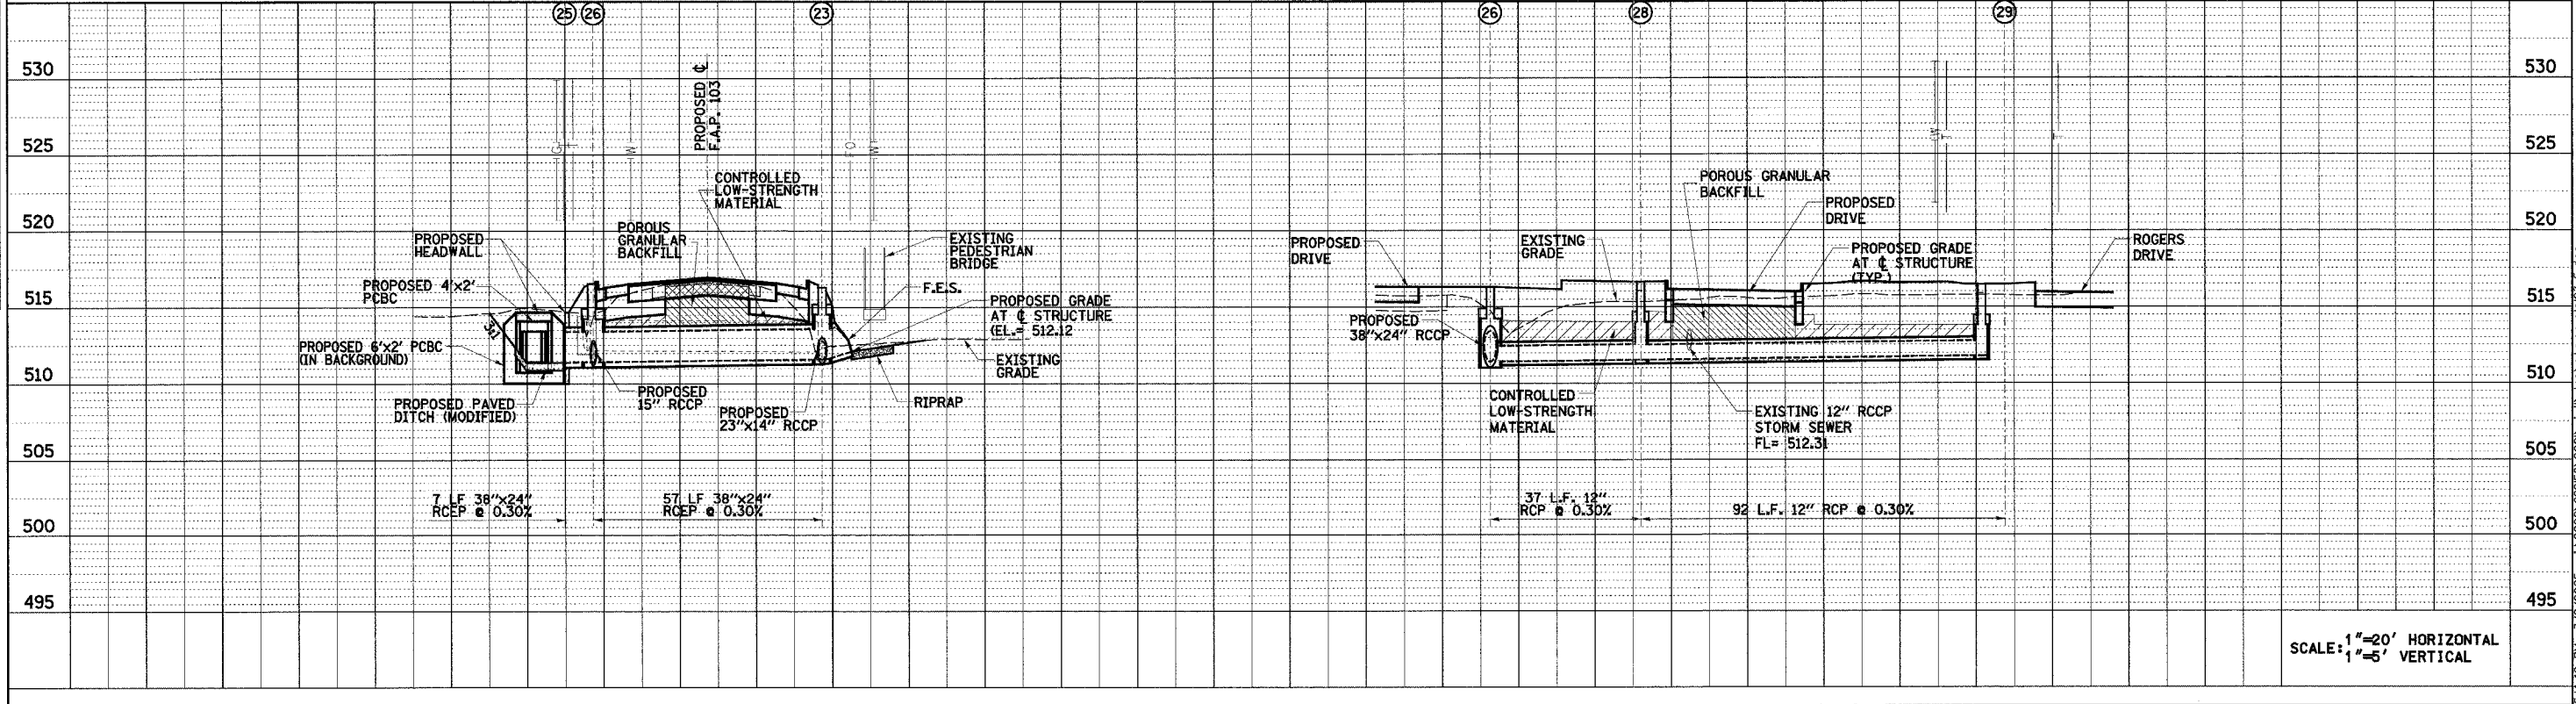 25 26 23 26 28 29
530 530
525 525
520 520
515 515
510 510
505 505
500 500
495 495
PROPOSED ℄
F.A.P. 103
G
T
W
FO
W
CONTROLLED
LOW-STRENGTH
MATERIAL
POROUS
GRANULAR
BACKFILL
PROPOSED
HEADWALL
PROPOSED 4'x2'
PCBC
3:1
PROPOSED 6'x2' PCBC
(IN BACKGROUND)
PROPOSED PAVED
DITCH (MODIFIED)
PROPOSED
15" RCCP
PROPOSED
23"x14" RCCP
EXISTING
PEDESTRIAN
BRIDGE
F.E.S.
PROPOSED GRADE
AT ℄ STRUCTURE
(EL.= 512.12
EXISTING
GRADE
RIPRAP
7 LF 38"x24"
RCEP @ 0.30%
57 LF 38"x24"
RCEP @ 0.30%
PROPOSED
DRIVE
EXISTING
GRADE
POROUS GRANULAR
BACKFILL
PROPOSED
DRIVE
PROPOSED GRADE
AT ℄ STRUCTURE
(TYP.)
ROGERS
DRIVE
W
T
T
PROPOSED
38"x24" RCCP
CONTROLLED
LOW-STRENGTH
MATERIAL
EXISTING 12" RCCP
STORM SEWER
FL= 512.31
37 L.F. 12"
RCP @ 0.30%
92 L.F. 12" RCP @ 0.30%
SCALE: 1"=20' HORIZONTAL
1"=5' VERTICAL